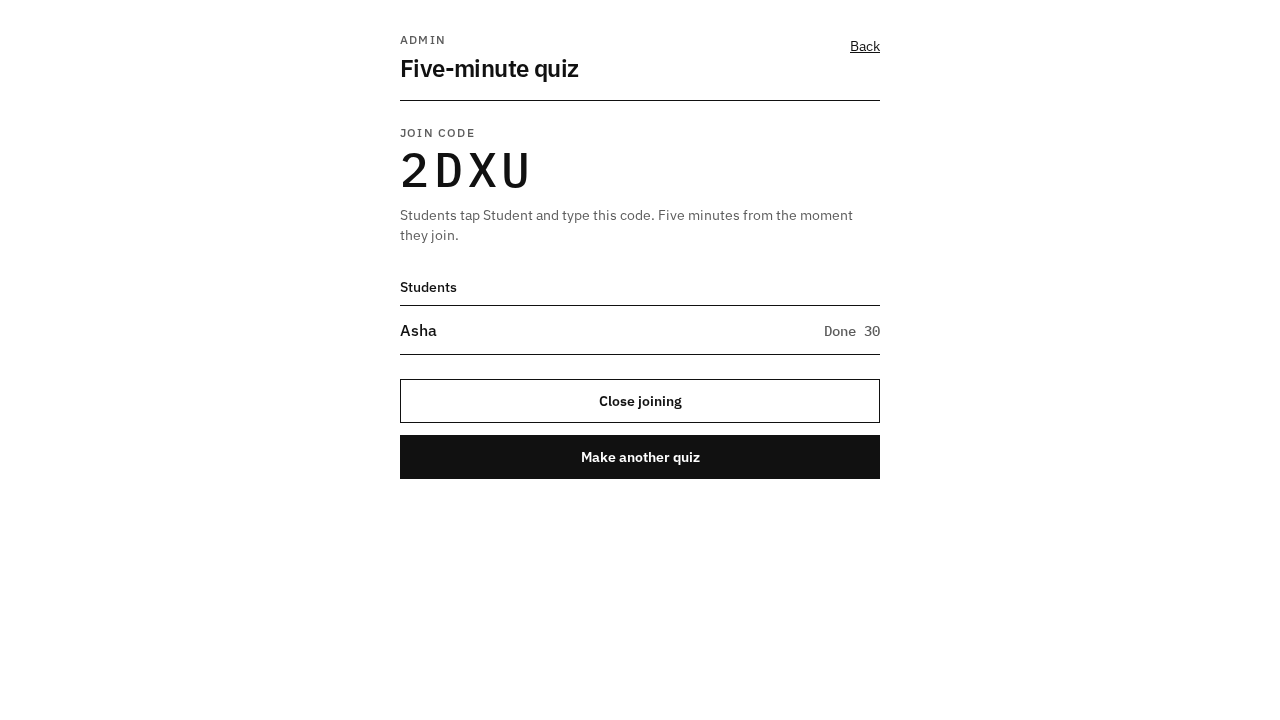 ADMIN
Back
Five-minute quiz
JOIN CODE
2DXU
Students tap Student and type this code. Five minutes from the moment
they join.
Students
Asha Done 30
Close joining
Make another quiz